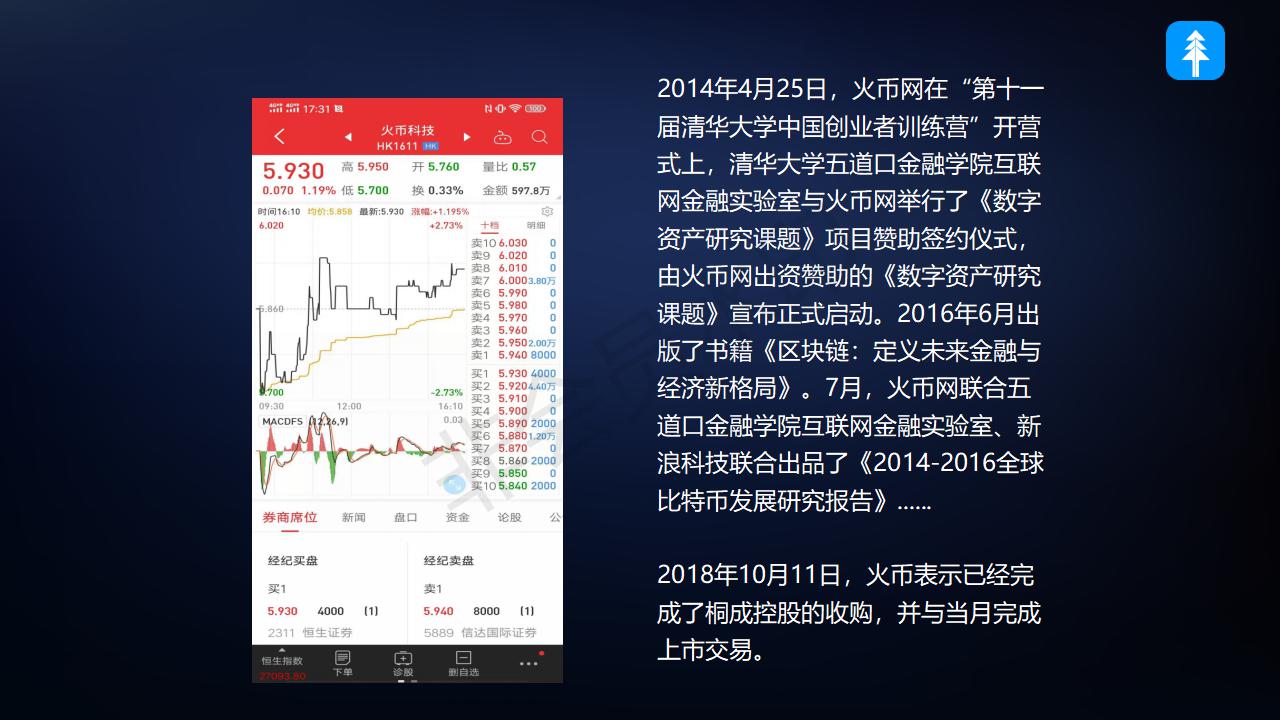 17:31
火币科技
HK1611 HK
5.930 高 5.950 开 5.760 量比 0.57
0.070 1.19% 低 5.700 换 0.33% 金额 597.8万
时间16:10 均价:5.858 最新:5.930 涨幅:+1.195%
6.020 +2.73% 十档 明细
卖10 6.030 0
卖9 6.020 0
卖8 6.010 0
卖7 6.000 3.80万
卖6 5.990 0
卖5 5.980 0
卖4 5.970 0
卖3 5.960 0
卖2 5.950 2.00万
卖1 5.940 8000
5.860
买1 5.930 4000
买2 5.920 4.40万
买3 5.910 0
买4 5.900 0
买5 5.890 2000
买6 5.880 1.20万
买7 5.870 0
买8 5.860 2000
买9 5.850 0
买10 5.840 2000
5.700 -2.73%
09:30 12:00 16:10
MACDFS (12,26,9) 0.03
券商席位 新闻 盘口 资金 论股 公
经纪买盘 经纪卖盘
买1 卖1
5.930 4000 (1) 5.940 8000 (1)
2311 恒生证券 5889 信达国际证券
恒生指数 下单 诊股 删自选
27093.80
2014年4月25日，火币网在“第十一
届清华大学中国创业者训练营”开营
式上，清华大学五道口金融学院互联
网金融实验室与火币网举行了《数字
资产研究课题》项目赞助签约仪式，
由火币网出资赞助的《数字资产研究
课题》宣布正式启动。2016年6月出
版了书籍《区块链：定义未来金融与
经济新格局》。7月，火币网联合五
道口金融学院互联网金融实验室、新
浪科技联合出品了《2014-2016全球
比特币发展研究报告》......
2018年10月11日，火币表示已经完
成了桐成控股的收购，并与当月完成
上市交易。
非会员